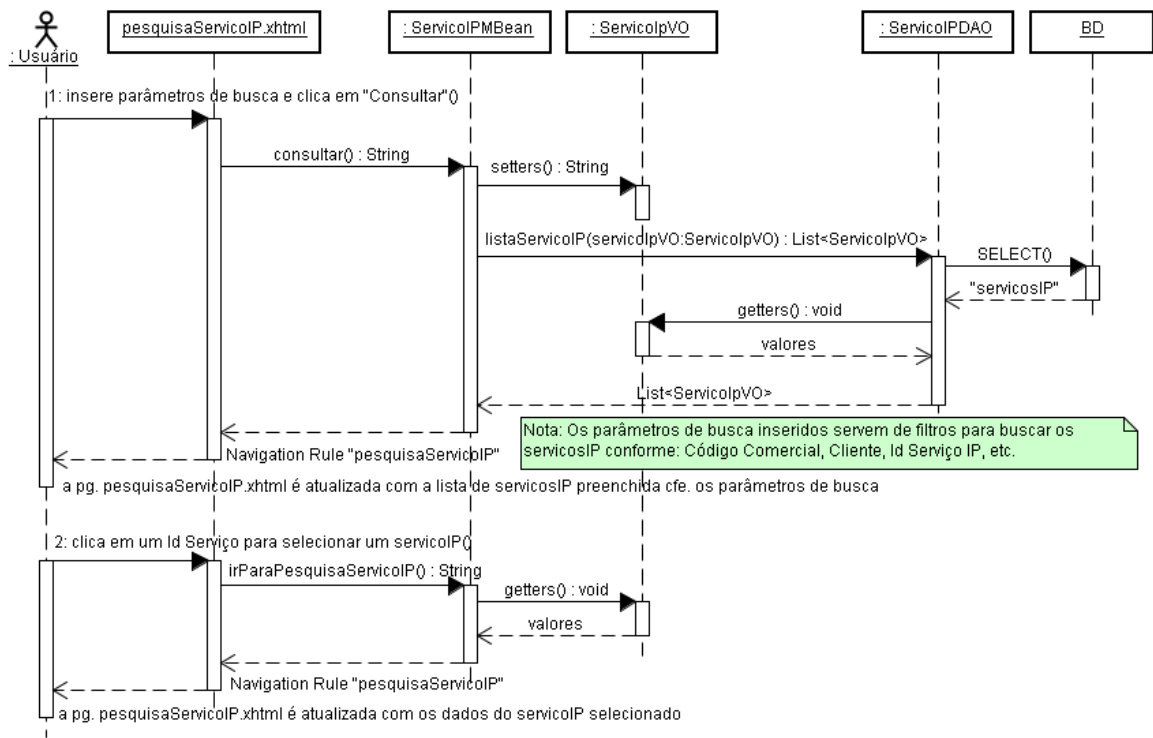 pesquisaServicoIP.xhtml
: ServicoIPMBean
: ServicoIpVO
: ServicoIPDAO
BD
: Usuário
1: insere parâmetros de busca e clica em "Consultar"()
consultar() : String
setters() : String
listaServicoIP(servicoIpVO:ServicoIpVO) : List<ServicoIpVO>
SELECT()
"servicosIP"
getters() : void
valores
List<ServicoIpVO>
Nota: Os parâmetros de busca inseridos servem de filtros para buscar os
servicosIP conforme: Código Comercial, Cliente, Id Serviço IP, etc.
Navigation Rule "pesquisaServicoIP"
a pg. pesquisaServicoIP.xhtml é atualizada com a lista de servicosIP preenchida cfe. os parâmetros de busca
2: clica em um Id Serviço para selecionar um servicoIP()
irParaPesquisaServicoIP() : String
getters() : void
valores
Navigation Rule "pesquisaServicoIP"
a pg. pesquisaServicoIP.xhtml é atualizada com os dados do servicoIP selecionado